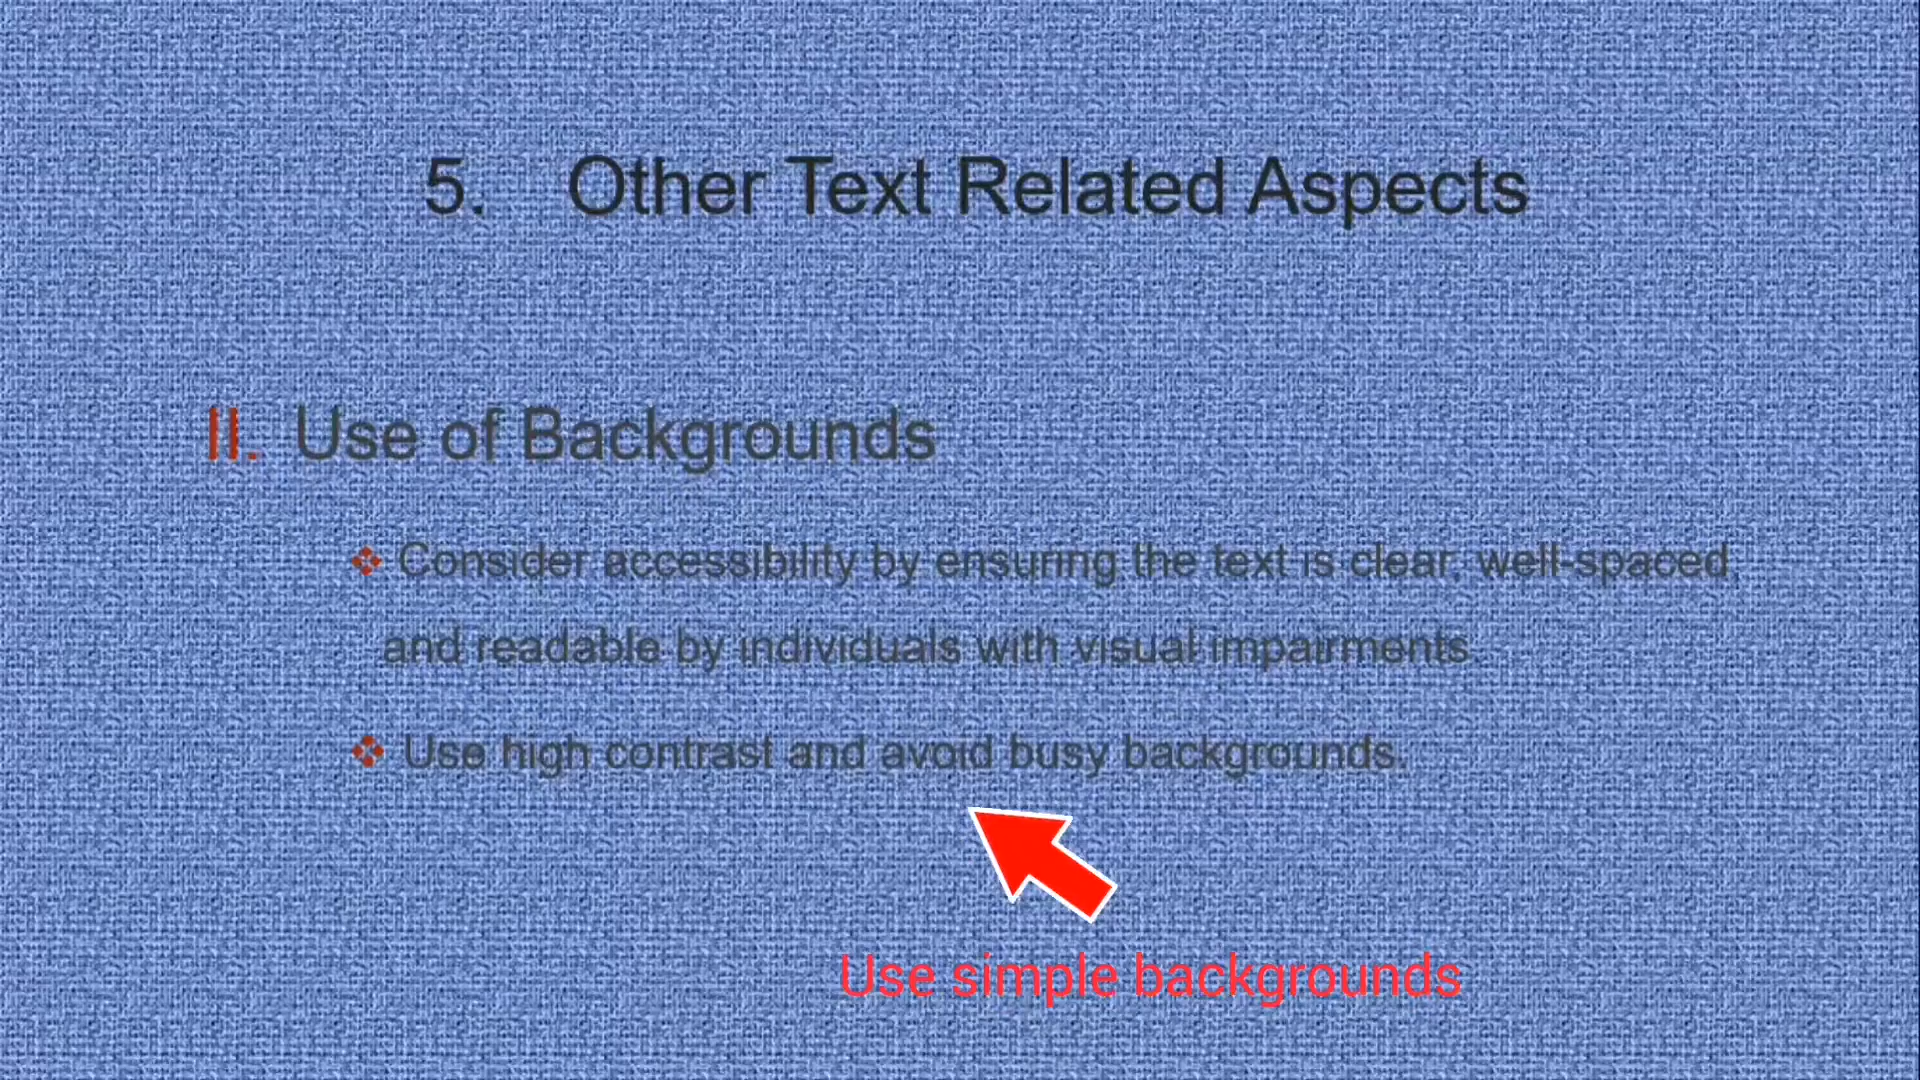 5. Other Text Related Aspects
II. Use of Backgrounds
❖ Consider accessibility by ensuring the text is clear, well-spaced,
and readable by individuals with visual impairments.
❖ Use high contrast and avoid busy backgrounds.
Use simple backgrounds